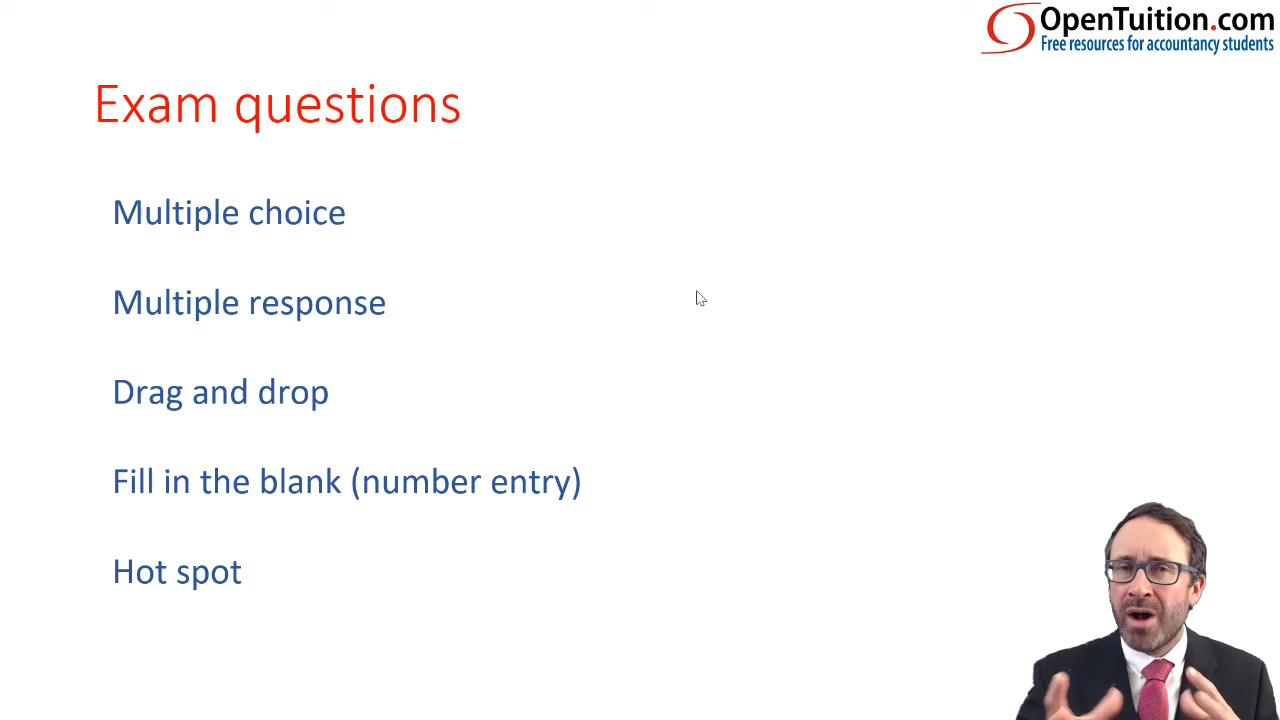 OpenTuition.com
Free resources for accountancy students
Exam questions
Multiple choice
Multiple response
Drag and drop
Fill in the blank (number entry)
Hot spot